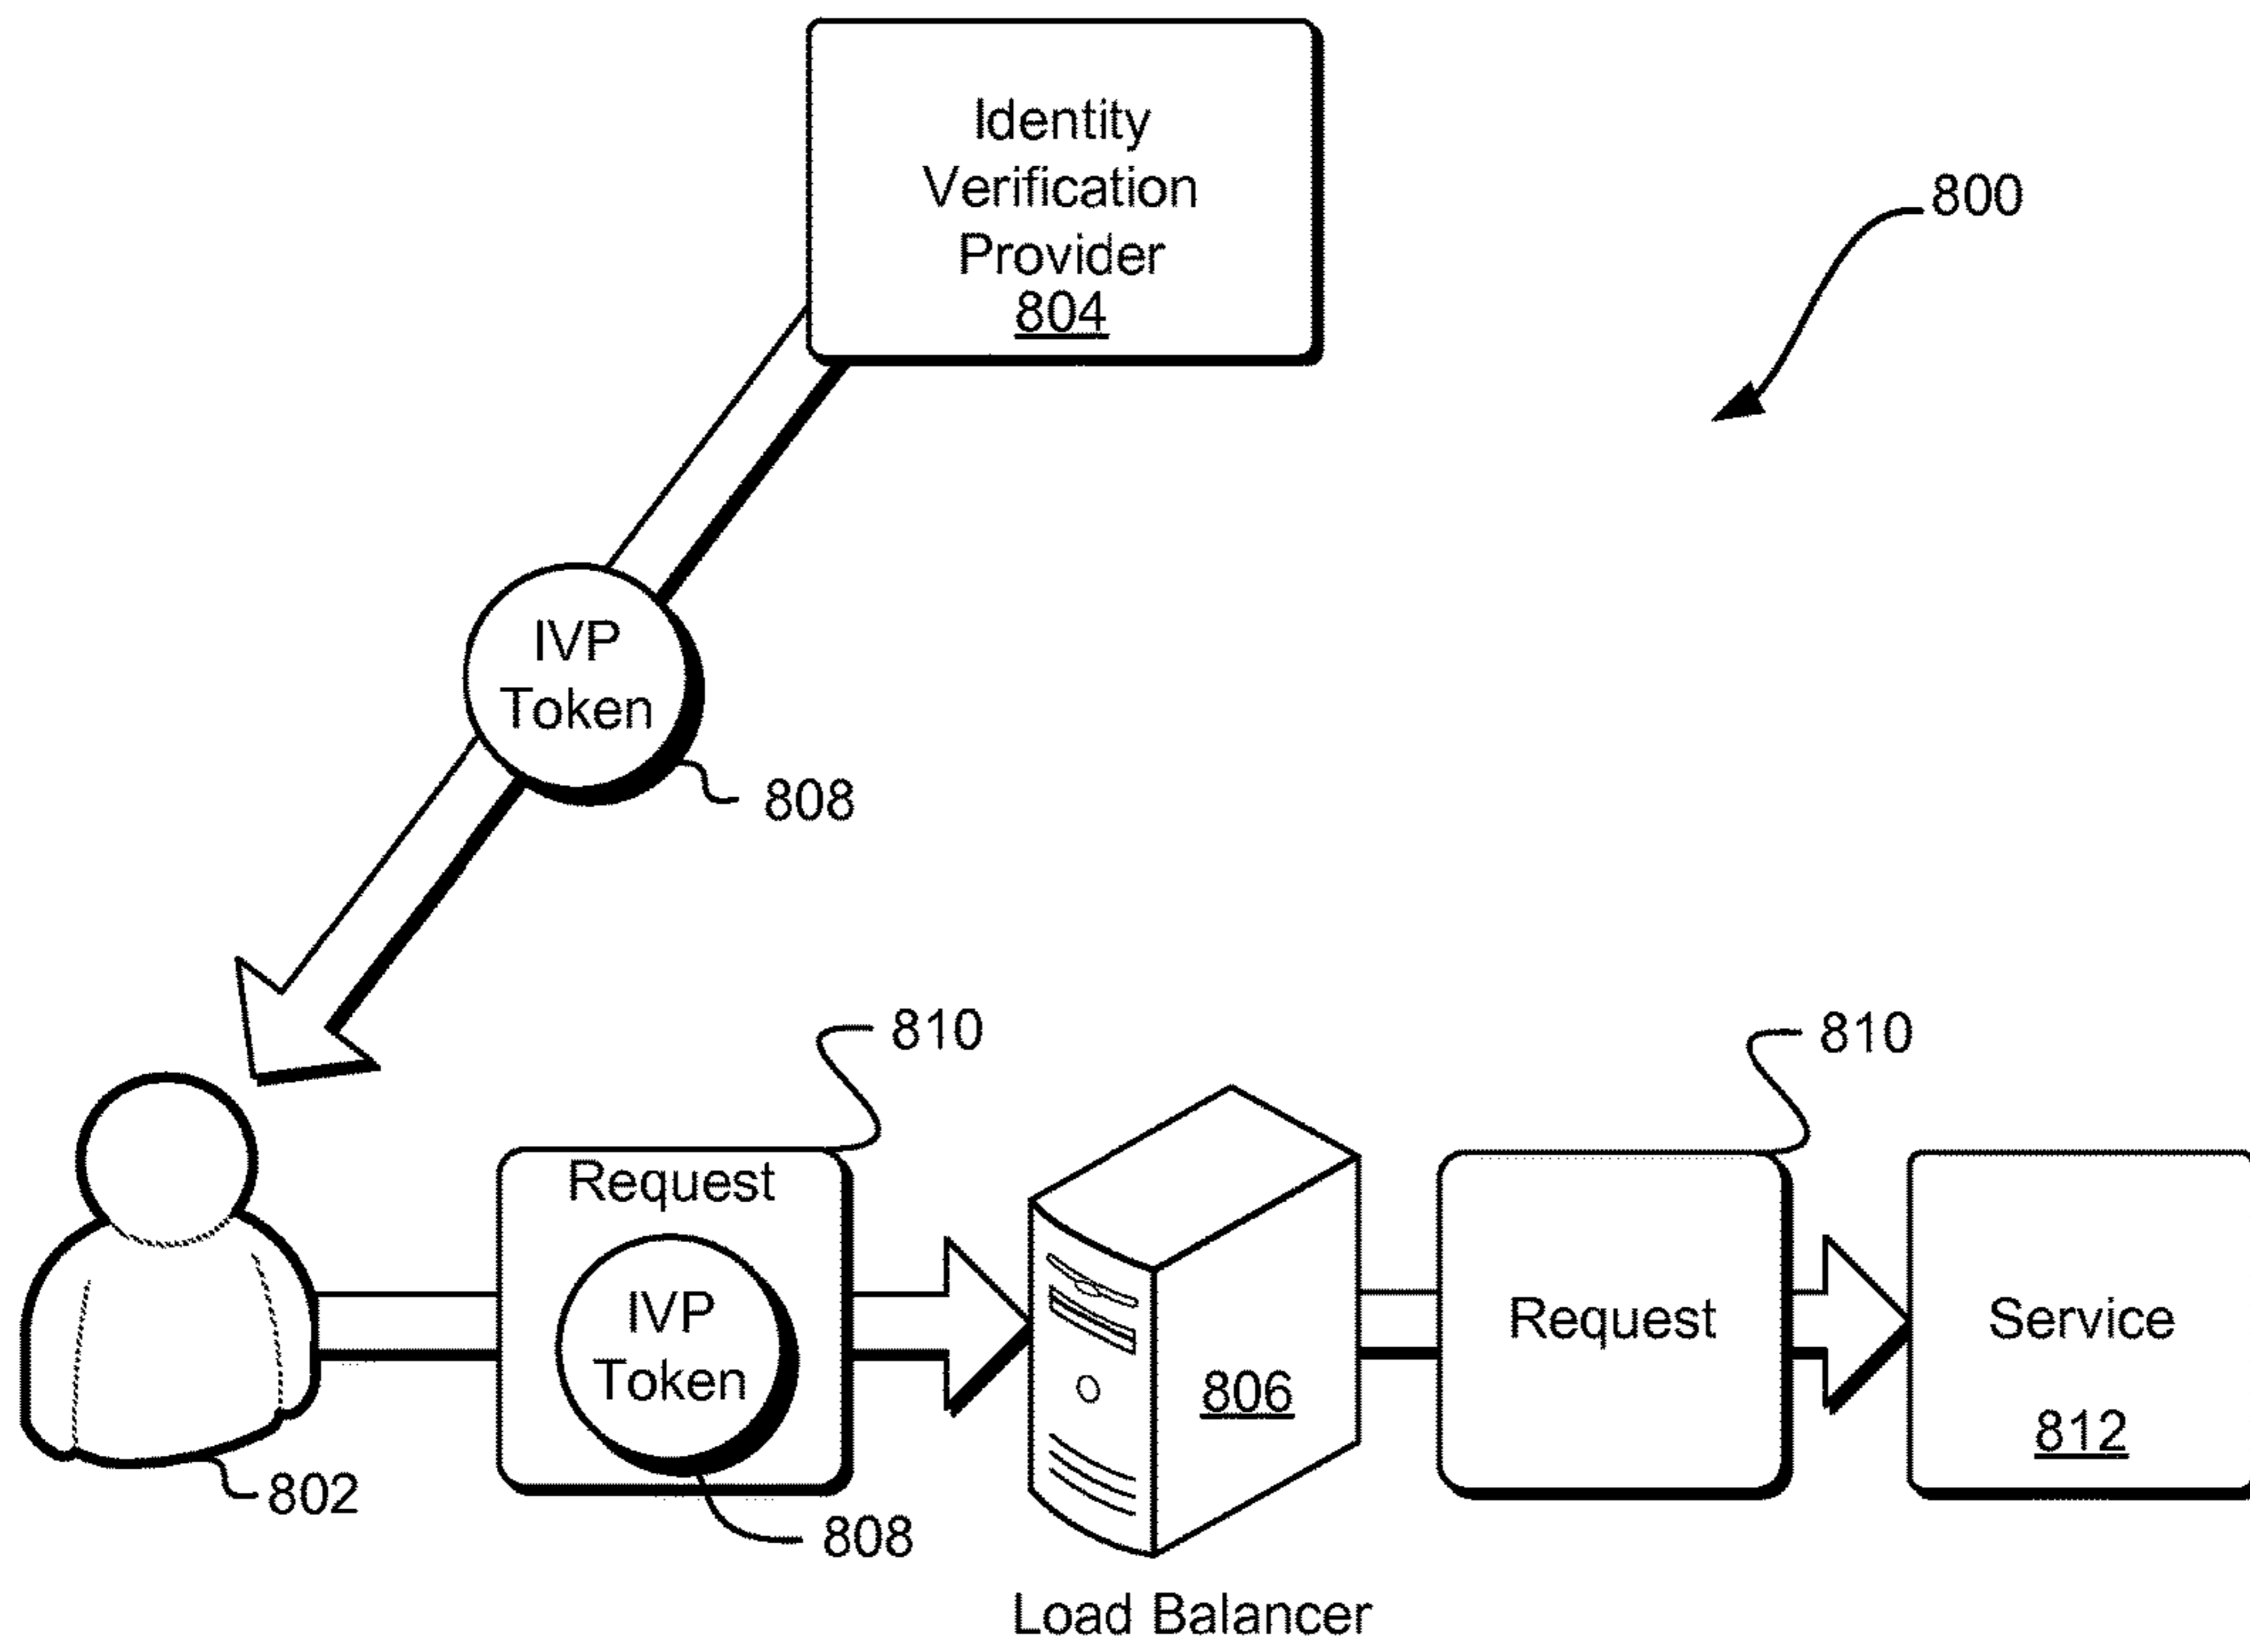 Identity
Verification
Provider
804
800
IVP
Token
808
810
810
Request
IVP
Token
806
Request
Service
812
802
808
Load Balancer